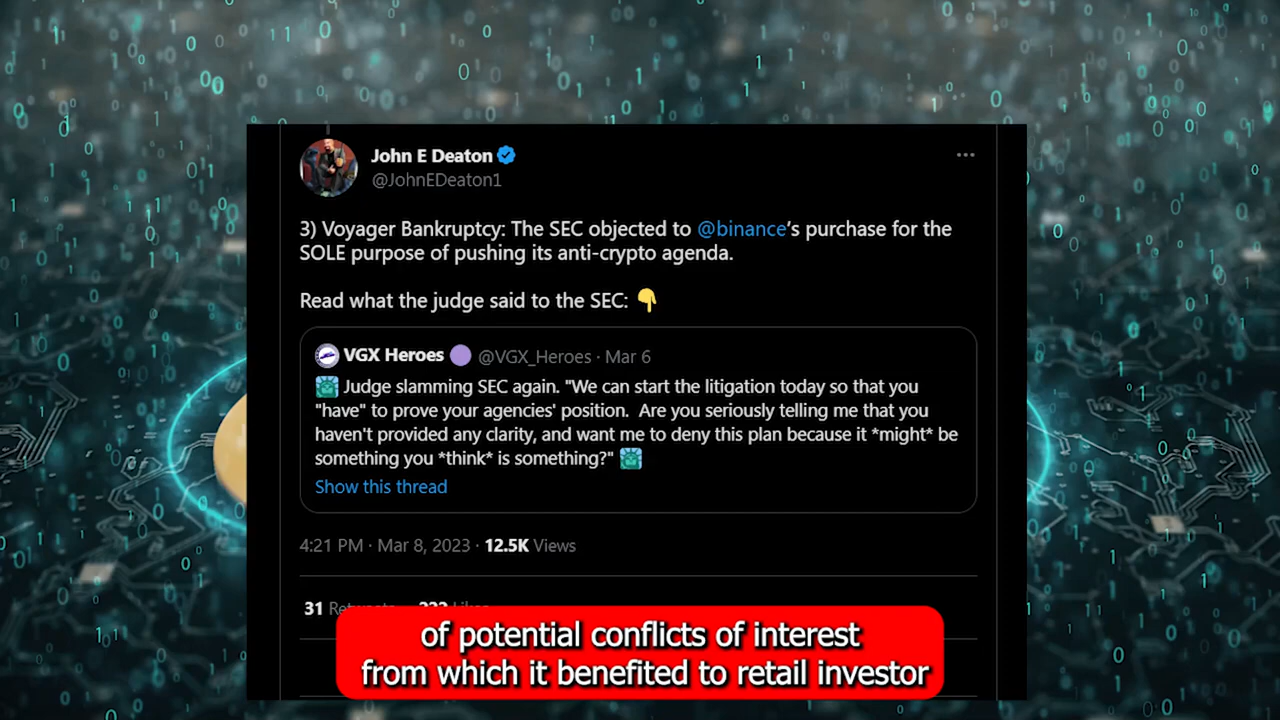 John E Deaton
@JohnEDeaton1
3) Voyager Bankruptcy: The SEC objected to @binance's purchase for the
SOLE purpose of pushing its anti-crypto agenda.
Read what the judge said to the SEC: 👇
VGX Heroes @VGX_Heroes · Mar 6
🗽 Judge slamming SEC again. "We can start the litigation today so that you
"have" to prove your agencies' position. Are you seriously telling me that you
haven't provided any clarity, and want me to deny this plan because it *might* be
something you *think* is something?" 🗽
Show this thread
4:21 PM · Mar 8, 2023 · 12.5K Views
31
of potential conflicts of interest
from which it benefited to retail investor